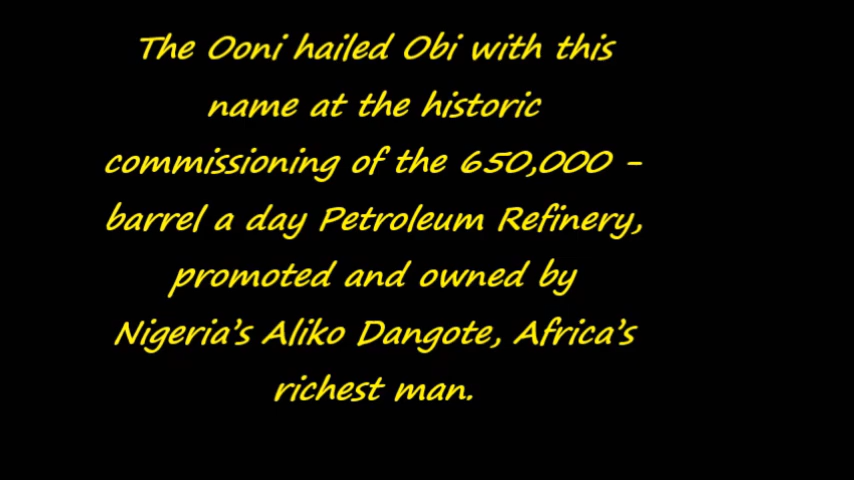 The Ooni hailed Obi with this
name at the historic
commissioning of the 650,000 -
barrel a day Petroleum Refinery,
promoted and owned by
Nigeria's Aliko Dangote, Africa's
richest man.